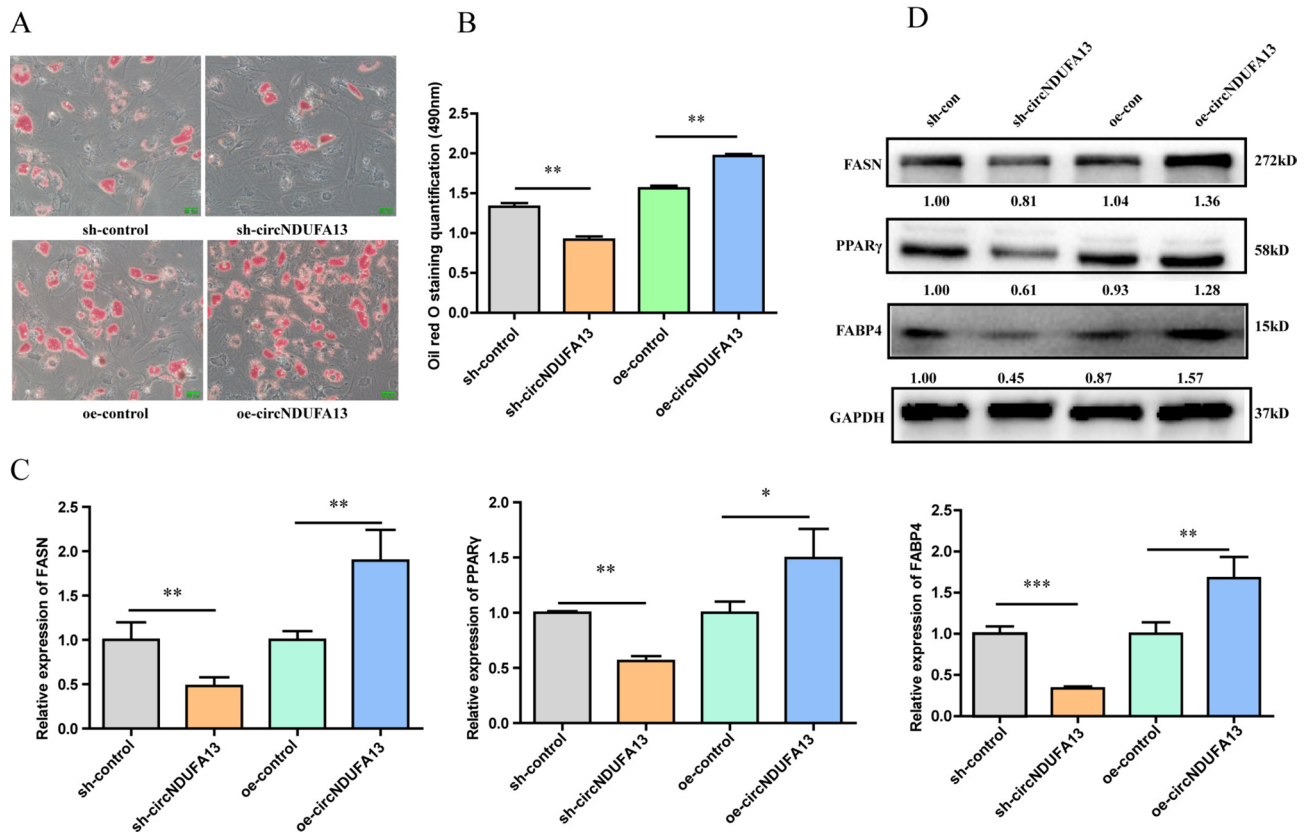 A
sh-control
sh-circNDUFA13
oe-control
oe-circNDUFA13
B
Oil red O staining quantification (490nm)
2.5
2.0
1.5
1.0
0.5
0.0
**
**
sh-control
sh-circNDUFA13
oe-control
oe-circNDUFA13
D
sh-con
sh-circNDUFA13
oe-con
oe-circNDUFA13
FASN
272kD
1.00 0.81 1.04 1.36
PPARγ
58kD
1.00 0.61 0.93 1.28
FABP4
15kD
1.00 0.45 0.87 1.57
GAPDH
37kD
C
Relative expression of FASN
2.5
2.0
1.5
1.0
0.5
0.0
**
**
sh-control
sh-circNDUFA13
oe-control
oe-circNDUFA13
Relative expression of PPARγ
2.0
1.5
1.0
0.5
0.0
**
*
sh-control
sh-circNDUFA13
oe-control
oe-circNDUFA13
Relative expression of FABP4
2.5
2.0
1.5
1.0
0.5
0.0
***
**
sh-control
sh-circNDUFA13
oe-control
oe-circNDUFA13